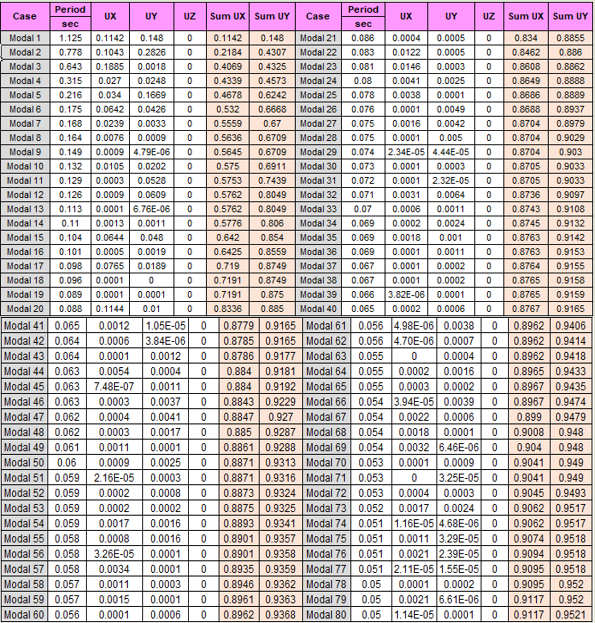 Case Period sec UX UY UZ Sum UX Sum UY Case Period sec UX UY UZ Sum UX Sum UY
Modal 1 1.125 0.1142 0.148 0 0.1142 0.148 Modal 21 0.086 0.0004 0.0005 0 0.834 0.8855
Modal 2 0.778 0.1043 0.2826 0 0.2184 0.4307 Modal 22 0.083 0.0122 0.0005 0 0.8462 0.886
Modal 3 0.643 0.1885 0.0018 0 0.4069 0.4325 Modal 23 0.081 0.0146 0.0003 0 0.8608 0.8862
Modal 4 0.315 0.027 0.0248 0 0.4339 0.4573 Modal 24 0.08 0.0041 0.0025 0 0.8649 0.8888
Modal 5 0.216 0.034 0.1669 0 0.4678 0.6242 Modal 25 0.078 0.0038 0.0001 0 0.8686 0.8889
Modal 6 0.175 0.0642 0.0426 0 0.532 0.6668 Modal 26 0.076 0.0001 0.0049 0 0.8688 0.8937
Modal 7 0.168 0.0239 0.0033 0 0.5559 0.67 Modal 27 0.075 0.0016 0.0042 0 0.8704 0.8979
Modal 8 0.164 0.0076 0.0009 0 0.5636 0.6709 Modal 28 0.075 0.0001 0.005 0 0.8704 0.9029
Modal 9 0.149 0.0009 4.79E-06 0 0.5645 0.6709 Modal 29 0.074 2.34E-05 4.44E-05 0 0.8704 0.903
Modal 10 0.132 0.0105 0.0202 0 0.575 0.6911 Modal 30 0.073 0.0001 0.0003 0 0.8705 0.9033
Modal 11 0.129 0.0003 0.0528 0 0.5753 0.7439 Modal 31 0.072 0.0001 2.32E-05 0 0.8705 0.9033
Modal 12 0.126 0.0009 0.0609 0 0.5762 0.8049 Modal 32 0.071 0.0031 0.0064 0 0.8736 0.9097
Modal 13 0.113 0.0001 6.76E-06 0 0.5762 0.8049 Modal 33 0.07 0.0006 0.0011 0 0.8743 0.9108
Modal 14 0.11 0.0013 0.0011 0 0.5776 0.806 Modal 34 0.069 0.0002 0.0024 0 0.8745 0.9132
Modal 15 0.104 0.0644 0.048 0 0.642 0.854 Modal 35 0.069 0.0018 0.001 0 0.8763 0.9142
Modal 16 0.101 0.0005 0.0019 0 0.6425 0.8559 Modal 36 0.069 0.0001 0.0011 0 0.8763 0.9153
Modal 17 0.098 0.0765 0.0189 0 0.719 0.8749 Modal 37 0.067 0.0001 0.0002 0 0.8764 0.9155
Modal 18 0.096 0.0001 0 0 0.7191 0.8749 Modal 38 0.067 0.0001 0.0002 0 0.8765 0.9158
Modal 19 0.089 0.0001 0.0001 0 0.7191 0.875 Modal 39 0.066 3.82E-06 0.0001 0 0.8765 0.9159
Modal 20 0.088 0.1144 0.01 0 0.8336 0.885 Modal 40 0.065 0.0002 0.0006 0 0.8767 0.9165
Modal 41 0.065 0.0012 1.05E-05 0 0.8779 0.9165 Modal 61 0.056 4.98E-06 0.0038 0 0.8962 0.9406
Modal 42 0.064 0.0006 3.84E-06 0 0.8785 0.9165 Modal 62 0.056 4.70E-06 0.0007 0 0.8962 0.9414
Modal 43 0.064 0.0001 0.0012 0 0.8786 0.9177 Modal 63 0.055 0 0.0004 0 0.8962 0.9418
Modal 44 0.063 0.0054 0.0004 0 0.884 0.9181 Modal 64 0.055 0.0002 0.0016 0 0.8965 0.9433
Modal 45 0.063 7.48E-07 0.0011 0 0.884 0.9192 Modal 65 0.055 0.0003 0.0002 0 0.8967 0.9435
Modal 46 0.063 0.0003 0.0037 0 0.8843 0.9229 Modal 66 0.054 3.94E-05 0.0039 0 0.8967 0.9474
Modal 47 0.062 0.0004 0.0041 0 0.8847 0.927 Modal 67 0.054 0.0022 0.0006 0 0.899 0.9479
Modal 48 0.062 0.0003 0.0017 0 0.885 0.9287 Modal 68 0.054 0.0018 0.0001 0 0.9008 0.948
Modal 49 0.061 0.0011 0.0001 0 0.8861 0.9288 Modal 69 0.054 0.0032 6.46E-06 0 0.904 0.948
Modal 50 0.06 0.0009 0.0025 0 0.8871 0.9313 Modal 70 0.053 0.0001 0.0009 0 0.9041 0.949
Modal 51 0.059 2.16E-05 0.0003 0 0.8871 0.9316 Modal 71 0.053 0 3.25E-05 0 0.9041 0.949
Modal 52 0.059 0.0002 0.0008 0 0.8873 0.9324 Modal 72 0.053 0.0004 0.0003 0 0.9045 0.9493
Modal 53 0.059 0.0002 0.0002 0 0.8875 0.9325 Modal 73 0.052 0.0017 0.0024 0 0.9062 0.9517
Modal 54 0.059 0.0017 0.0016 0 0.8893 0.9341 Modal 74 0.051 1.16E-05 4.68E-06 0 0.9062 0.9517
Modal 55 0.058 0.0008 0.0016 0 0.8901 0.9357 Modal 75 0.051 0.0011 3.29E-05 0 0.9074 0.9518
Modal 56 0.058 3.26E-05 0.0001 0 0.8901 0.9358 Modal 76 0.051 0.0021 2.39E-05 0 0.9094 0.9518
Modal 57 0.058 0.0034 0.0001 0 0.8935 0.9359 Modal 77 0.051 2.11E-05 1.55E-05 0 0.9095 0.9518
Modal 58 0.057 0.0011 0.0003 0 0.8946 0.9362 Modal 78 0.05 0.0001 0.0002 0 0.9095 0.952
Modal 59 0.057 0.0015 0.0001 0 0.8961 0.9363 Modal 79 0.05 0.0021 6.61E-06 0 0.9117 0.952
Modal 60 0.056 0.0001 0.0006 0 0.8962 0.9368 Modal 80 0.05 1.14E-05 0.0001 0 0.9117 0.9521